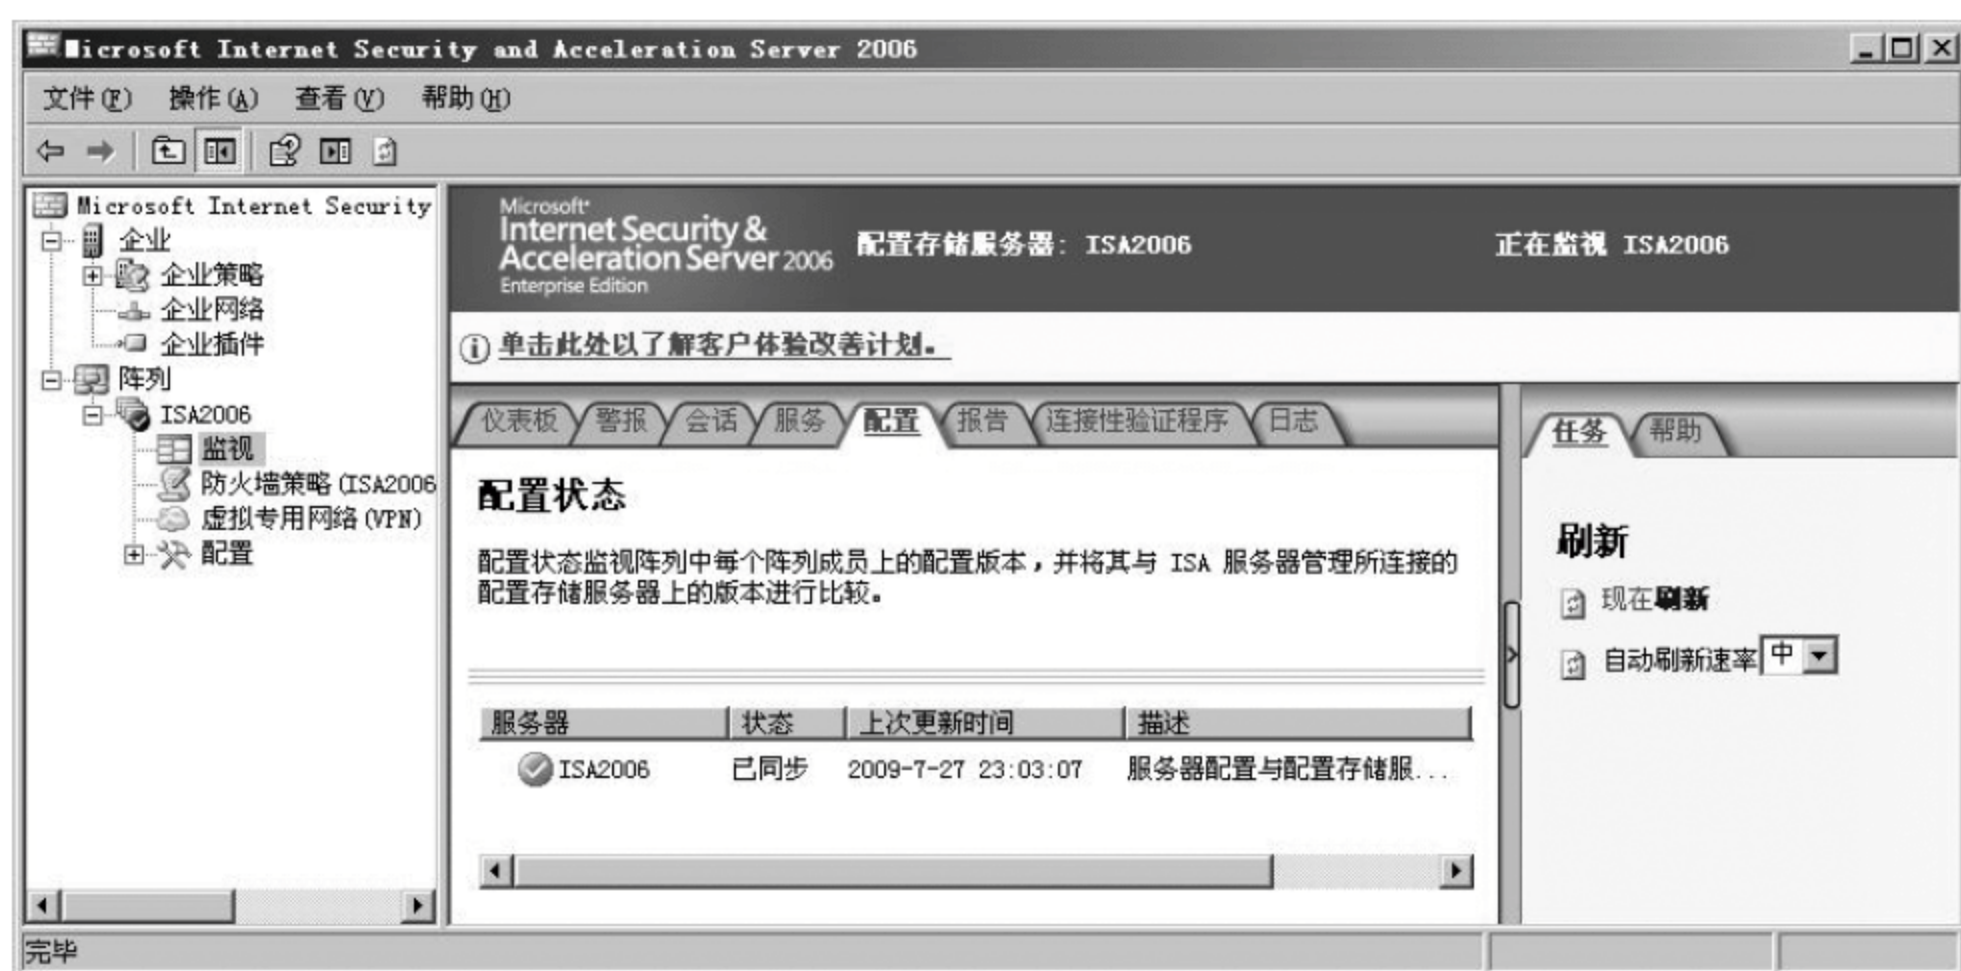 Microsoft Internet Security and Acceleration Server 2006
文件(F) 操作(A) 查看(V) 帮助(H)
Microsoft Internet Security
企业
企业策略
企业网络
企业插件
阵列
ISA2006
监视
防火墙策略(ISA2006
虚拟专用网络(VPN)
配置
Microsoft
Internet Security &
Acceleration Server 2006
Enterprise Edition
配置存储服务器: ISA2006
正在监视 ISA2006
单击此处以了解客户体验改善计划。
仪表板 警报 会话 服务 配置 报告 连接性验证程序 日志
配置状态
配置状态监视阵列中每个阵列成员上的配置版本，并将其与 ISA 服务器管理所连接的
配置存储服务器上的版本进行比较。
服务器 状态 上次更新时间 描述
ISA2006 已同步 2009-7-27 23:03:07 服务器配置与配置存储服...
任务 帮助
刷新
现在刷新
自动刷新速率 中
完毕